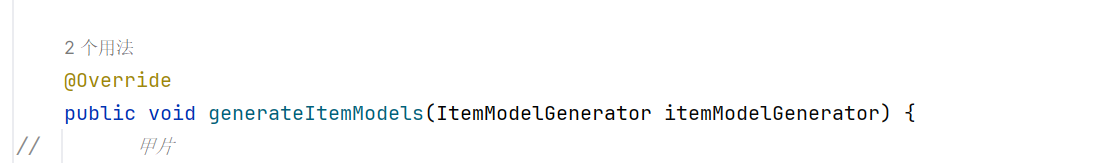 2 个用法
@Override
public void generateItemModels(ItemModelGenerator itemModelGenerator) {
//        甲片